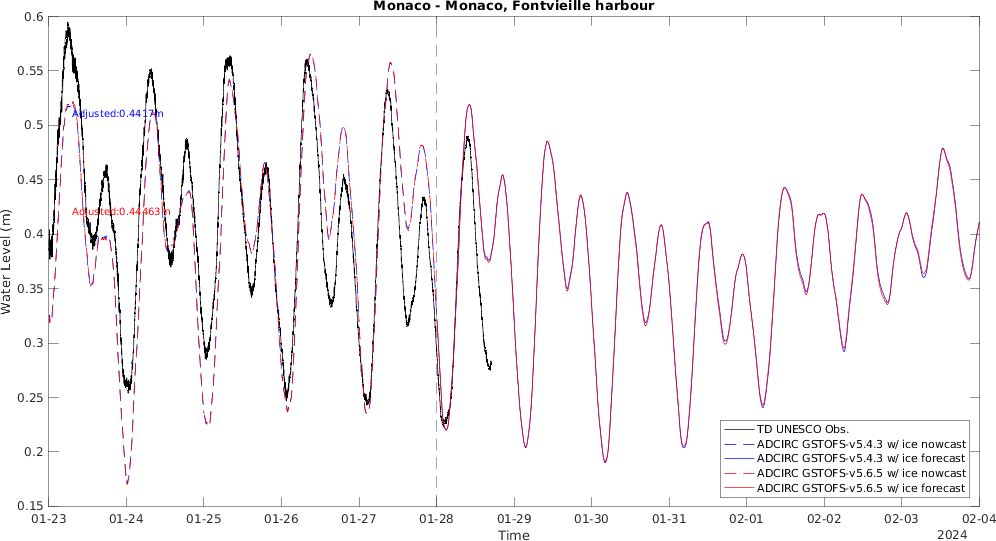 Monaco - Monaco, Fontvieille harbour
0.6
0.55
0.5
0.45
0.4
0.35
0.3
0.25
0.2
0.15
Water Level (m)
Adjusted:0.4417m
Adjusted:0.44463m
TD UNESCO Obs.
ADCIRC GSTOFS-v5.4.3 w/ ice nowcast
ADCIRC GSTOFS-v5.4.3 w/ ice forecast
ADCIRC GSTOFS-v5.6.5 w/ ice nowcast
ADCIRC GSTOFS-v5.6.5 w/ ice forecast
01-23 01-24 01-25 01-26 01-27 01-28 01-29 01-30 01-31 02-01 02-02 02-03 02-04
Time
2024